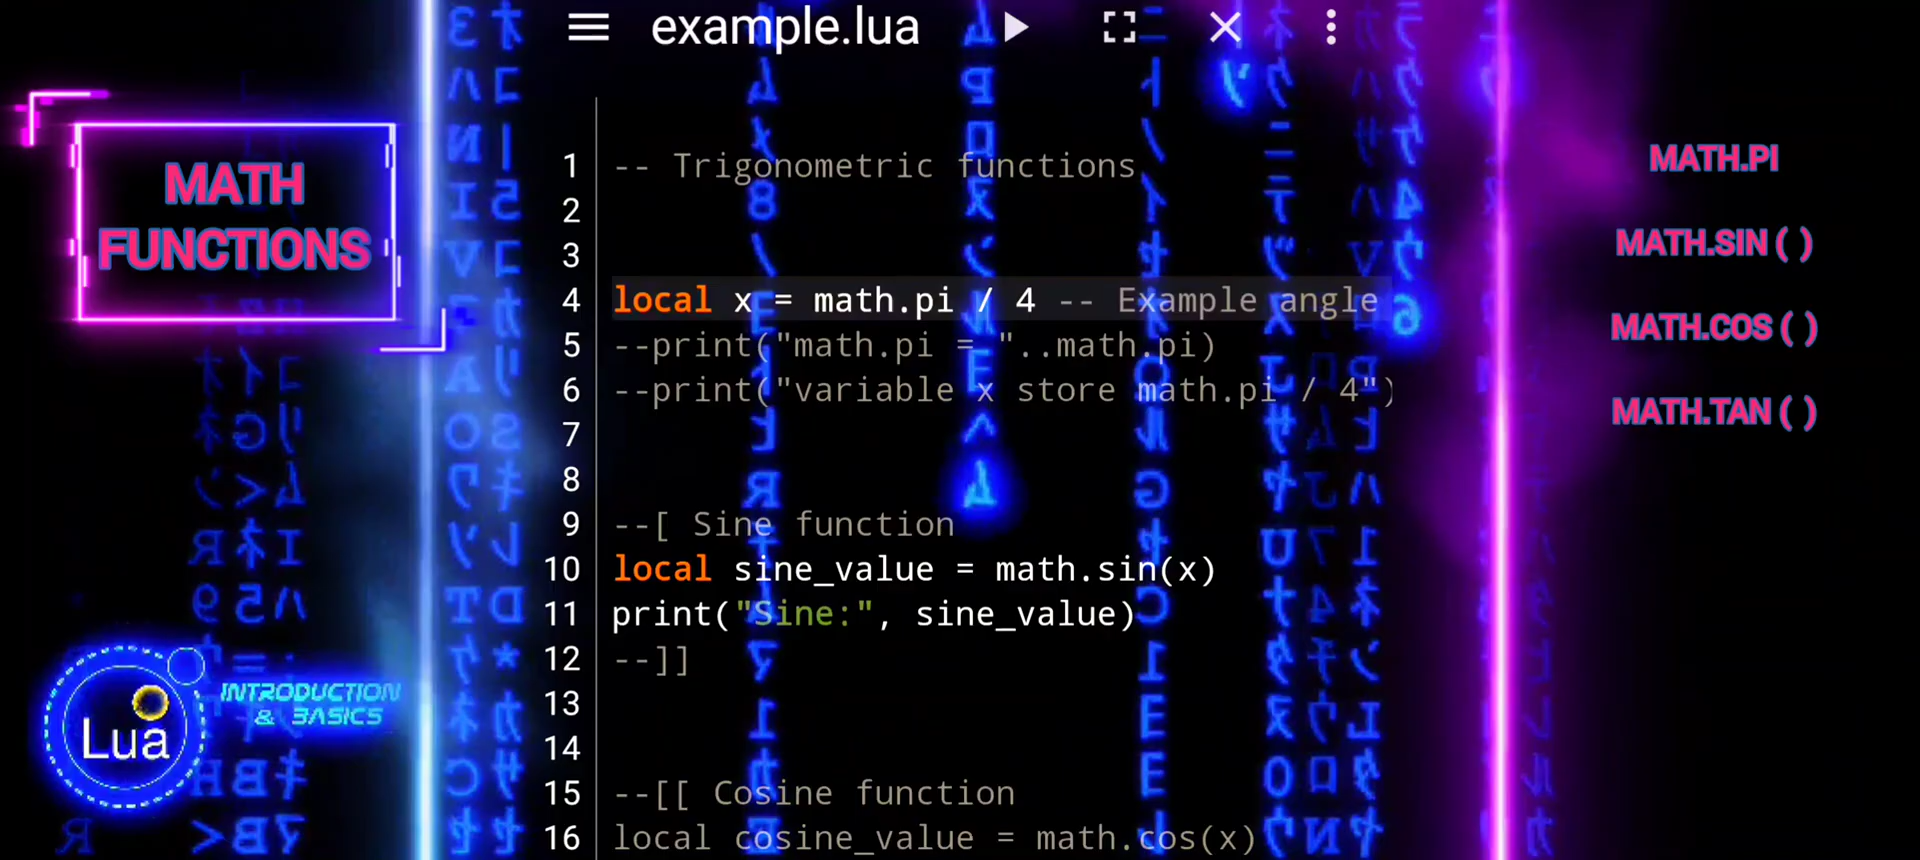 example.lua
MATH
FUNCTIONS
1 -- Trigonometric functions
2
3
4 local x = math.pi / 4 -- Example angle
5 --print("math.pi = "..math.pi)
6 --print("variable x store math.pi / 4")
7
8
9 --[ Sine function
10 local sine_value = math.sin(x)
11 print("Sine:", sine_value)
12 --]]
13
14
15 --[[ Cosine function
16 local cosine_value = math.cos(x)
MATH.PI
MATH.SIN ( )
MATH.COS ( )
MATH.TAN ( )
Lua
INTRODUCTION
& BASICS